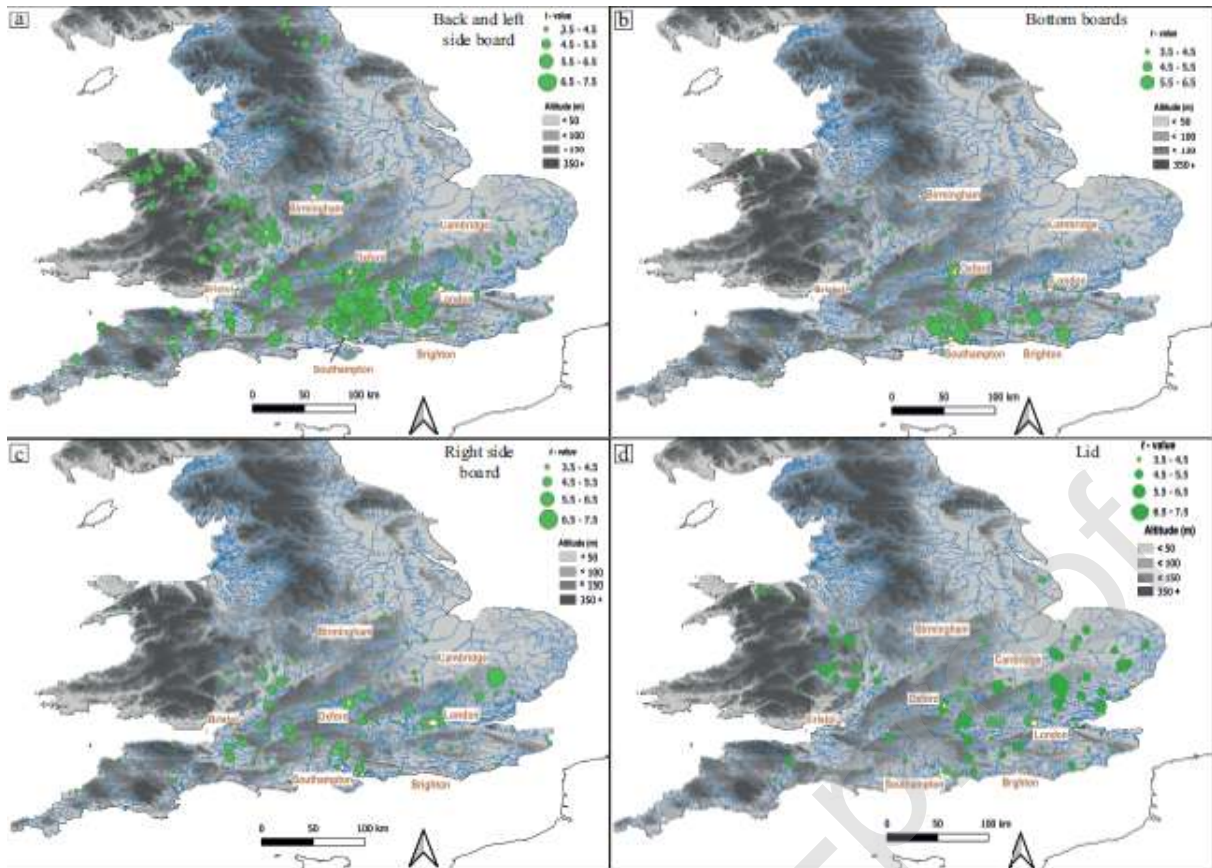 a
Back and left
side board
t - value
3.5 - 4.5
4.5 - 5.5
5.5 - 6.5
6.5 - 7.5
Altitude (m)
< 50
< 100
350 +
Birmingham
Cambridge
Oxford
Bristol
London
Brighton
Southampton
0 50 100 km
b
Bottom boards
t - value
3.5 - 4.5
4.5 - 5.5
5.5 - 6.5
Altitude (m)
< 50
< 100
350 +
Birmingham
Cambridge
Oxford
Bristol
London
Southampton
Brighton
0 50 100 km
c
Right side
board
t - value
3.5 - 4.5
4.5 - 5.5
5.5 - 6.5
6.5 - 7.5
Altitude (m)
< 50
< 100
≤ 150
350 +
Birmingham
Cambridge
Bristol
Oxford
London
Southampton
Brighton
0 50 100 km
d
Lid
t - value
3.5 - 4.5
4.5 - 5.5
5.5 - 6.5
6.5 - 7.5
Altitude (m)
≤ 50
< 100
< 150
350 +
Birmingham
Cambridge
Oxford
Bristol
London
Southampton
Brighton
0 50 100 km